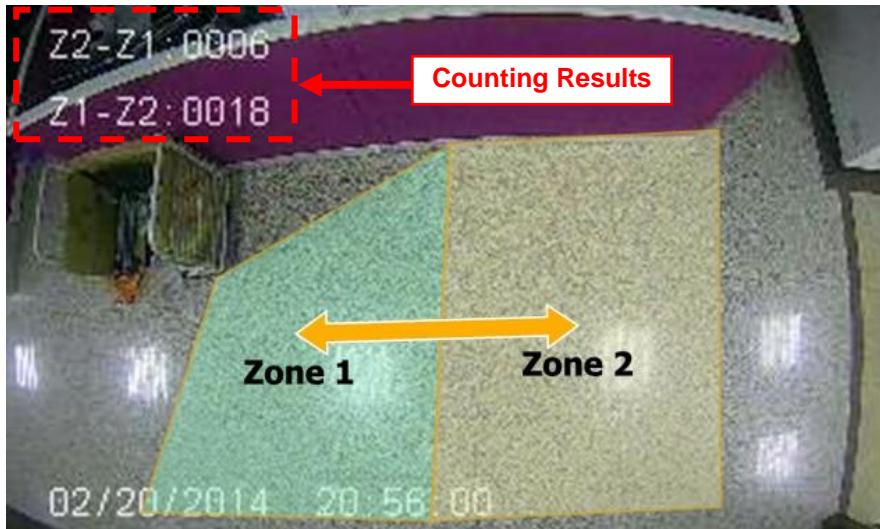 Z2-Z1:0006
Counting Results
Z1-Z2:0018
Zone 1
Zone 2
02/20/2014 20:56:00